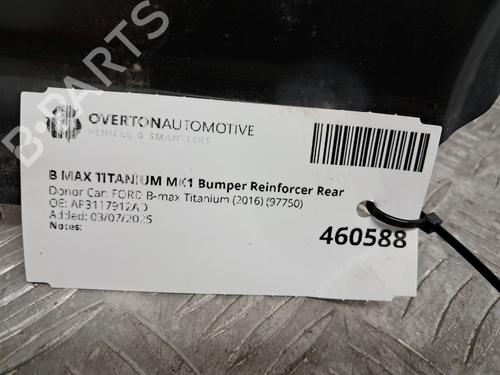 B-PARTS
OVERTONAUTOMOTIVE
VEHICLE DISMANTLERS
B MAX TITANIUM MK1 Bumper Reinforcer Rear
Donor Car: FORD B-max Titanium (2016) (97750)
OE: AF3117912AD
Added: 03/07/2025
Notes:
460588